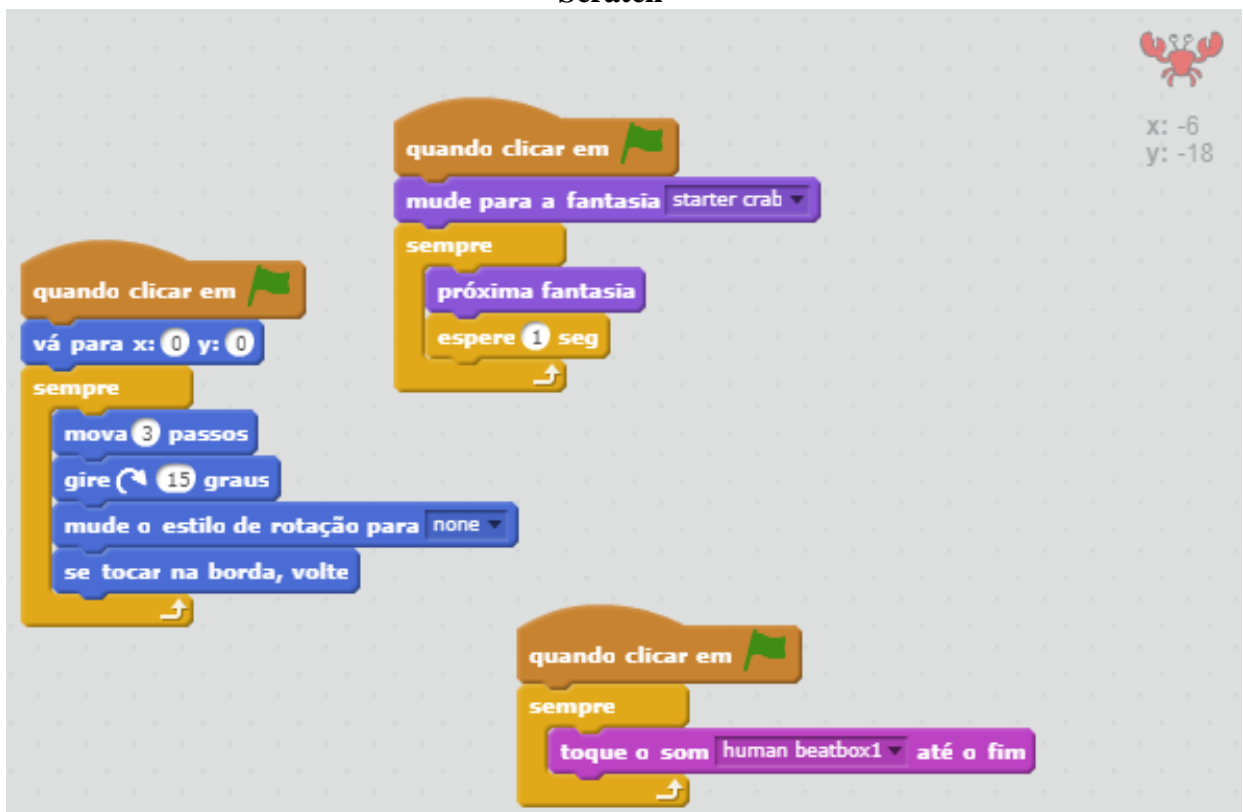 Scratch
x: -6
y: -18
quando clicar em
mude para a fantasia starter crab
sempre
próxima fantasia
espere 1 seg
quando clicar em
vá para x: 0 y: 0
sempre
mova 3 passos
gire 15 graus
mude o estilo de rotação para none
se tocar na borda, volte
quando clicar em
sempre
toque o som human beatbox1 até o fim